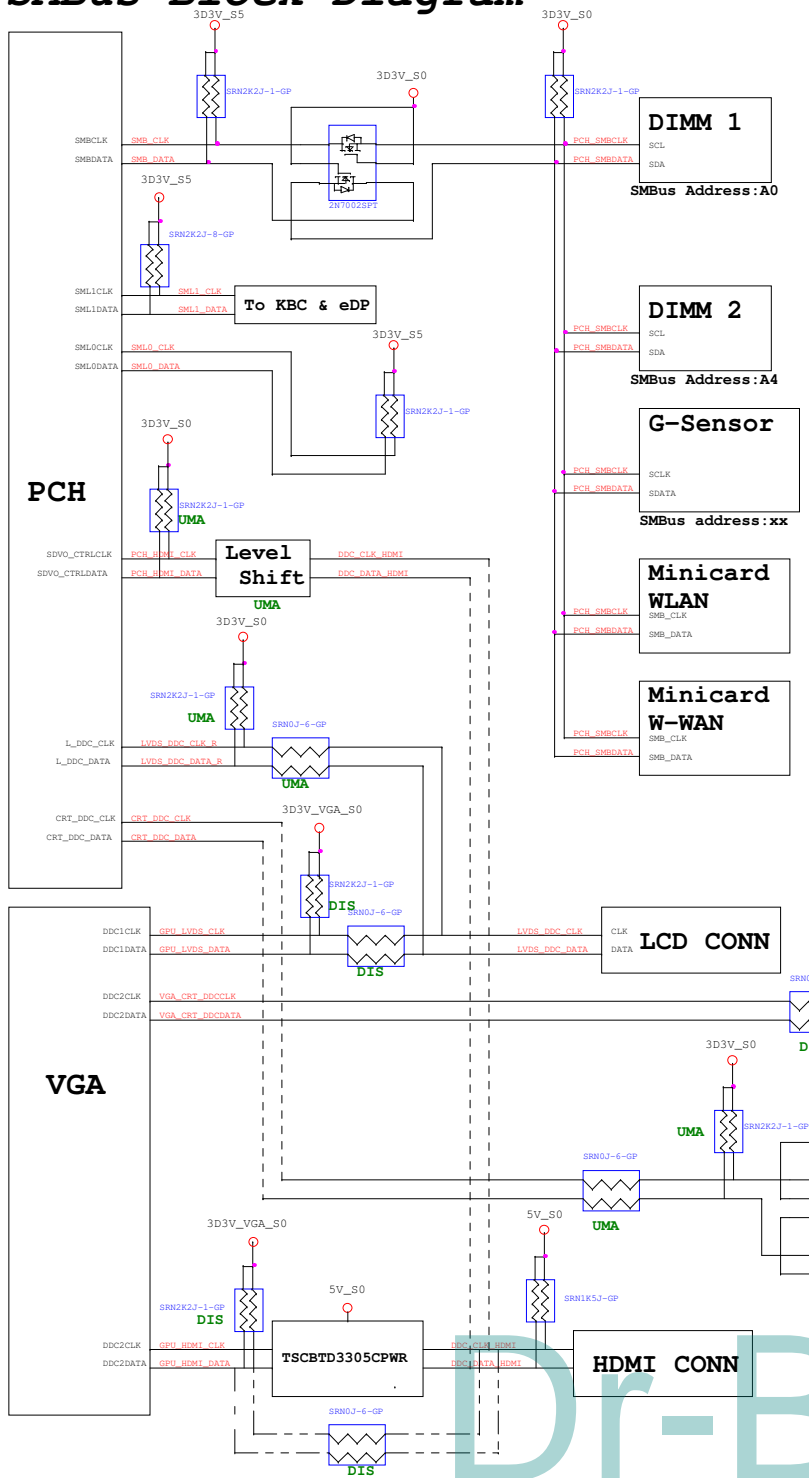 SMBus Block Diagram
3D3V_S5
3D3V_S0
SRN2K2J-1-GP
3D3V_S0
SRN2K2J-1-GP
DIMM 1
SMBCLK
SMB_CLK
PCH_SMBCLK
SCL
SMBDATA
SMB_DATA
PCH_SMBDATA
SDA
2N7002SPT
SMBus Address:A0
3D3V_S5
SRN2K2J-8-GP
SML1CLK
SML1_CLK
SML1DATA
SML1_DATA
To KBC & eDP
DIMM 2
PCH_SMBCLK
SCL
PCH_SMBDATA
SDA
SMBus Address:A4
SML0CLK
SML0_CLK
SML0DATA
SML0_DATA
3D3V_S5
SRN2K2J-1-GP
G-Sensor
PCH_SMBCLK
SCLK
PCH_SMBDATA
SDATA
SMBus address:xx
PCH
3D3V_S0
SRN2K2J-1-GP
UMA
SDVO_CTRLCLK
PCH_HDMI_CLK
SDVO_CTRLDATA
PCH_HDMI_DATA
Level
Shift
UMA
DDC_CLK_HDMI
DDC_DATA_HDMI
Minicard
WLAN
PCH_SMBCLK
SMB_CLK
PCH_SMBDATA
SMB_DATA
3D3V_S0
SRN2K2J-1-GP
UMA
SRN0J-6-GP
UMA
L_DDC_CLK
LVDS_DDC_CLK_R
L_DDC_DATA
LVDS_DDC_DATA_R
Minicard
W-WAN
PCH_SMBCLK
SMB_CLK
PCH_SMBDATA
SMB_DATA
CRT_DDC_CLK
CRT_DDC_CLK
CRT_DDC_DATA
CRT_DDC_DATA
3D3V_VGA_S0
SRN2K2J-1-GP
DIS
SRN0J-6-GP
DIS
DDC1CLK
GPU_LVDS_CLK
DDC1DATA
GPU_LVDS_DATA
LVDS_DDC_CLK
CLK
LVDS_DDC_DATA
DATA
LCD CONN
DDC2CLK
VGA_CRT_DDCCLK
DDC2DATA
VGA_CRT_DDCDATA
SRN0
D
VGA
3D3V_S0
UMA
SRN2K2J-1-GP
SRN0J-6-GP
UMA
3D3V_VGA_S0
SRN2K2J-1-GP
DIS
5V_S0
5V_S0
SRN1K5J-GP
DDC2CLK
GPU_HDMI_CLK
DDC2DATA
GPU_HDMI_DATA
TSCBTD3305CPWR
DDC_CLK_HDMI
DDC_DATA_HDMI
HDMI CONN
SRN0J-6-GP
DIS
Dr-B